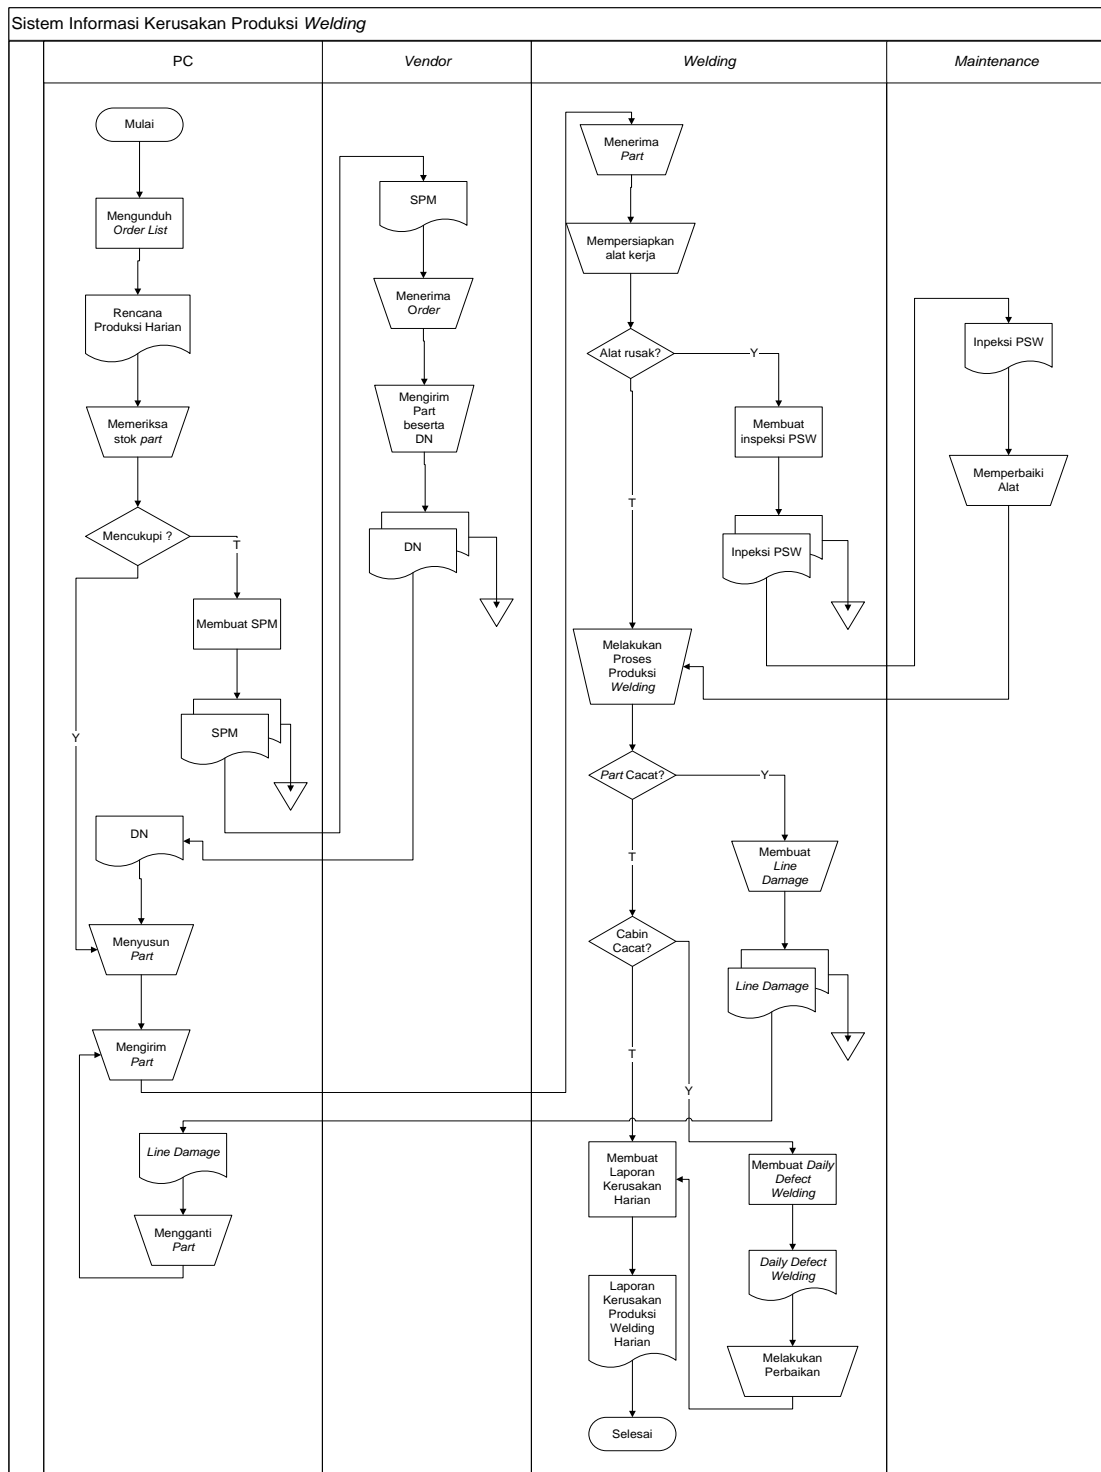 Sistem Informasi Kerusakan Produksi Welding
PC
Vendor
Welding
Maintenance
Mulai
Mengunduh
Order List
Rencana
Produksi Harian
Memeriksa
stok part
Mencukupi ?
T
Y
Membuat SPM
SPM
DN
Menyusun
Part
Mengirim
Part
Line Damage
Mengganti
Part
SPM
Menerima
Order
Mengirim
Part
beserta
DN
DN
Menerima
Part
Mempersiapkan
alat kerja
Alat rusak?
Y
T
Membuat
inspeksi PSW
Inpeksi PSW
Melakukan
Proses
Produksi
Welding
Part Cacat?
Y
T
Membuat
Line
Damage
Line Damage
Cabin
Cacat?
T
Y
Membuat
Laporan
Kerusakan
Harian
Membuat Daily
Defect
Welding
Daily Defect
Welding
Melakukan
Perbaikan
Laporan
Kerusakan
Produksi
Welding
Harian
Selesai
Inpeksi PSW
Memperbaiki
Alat